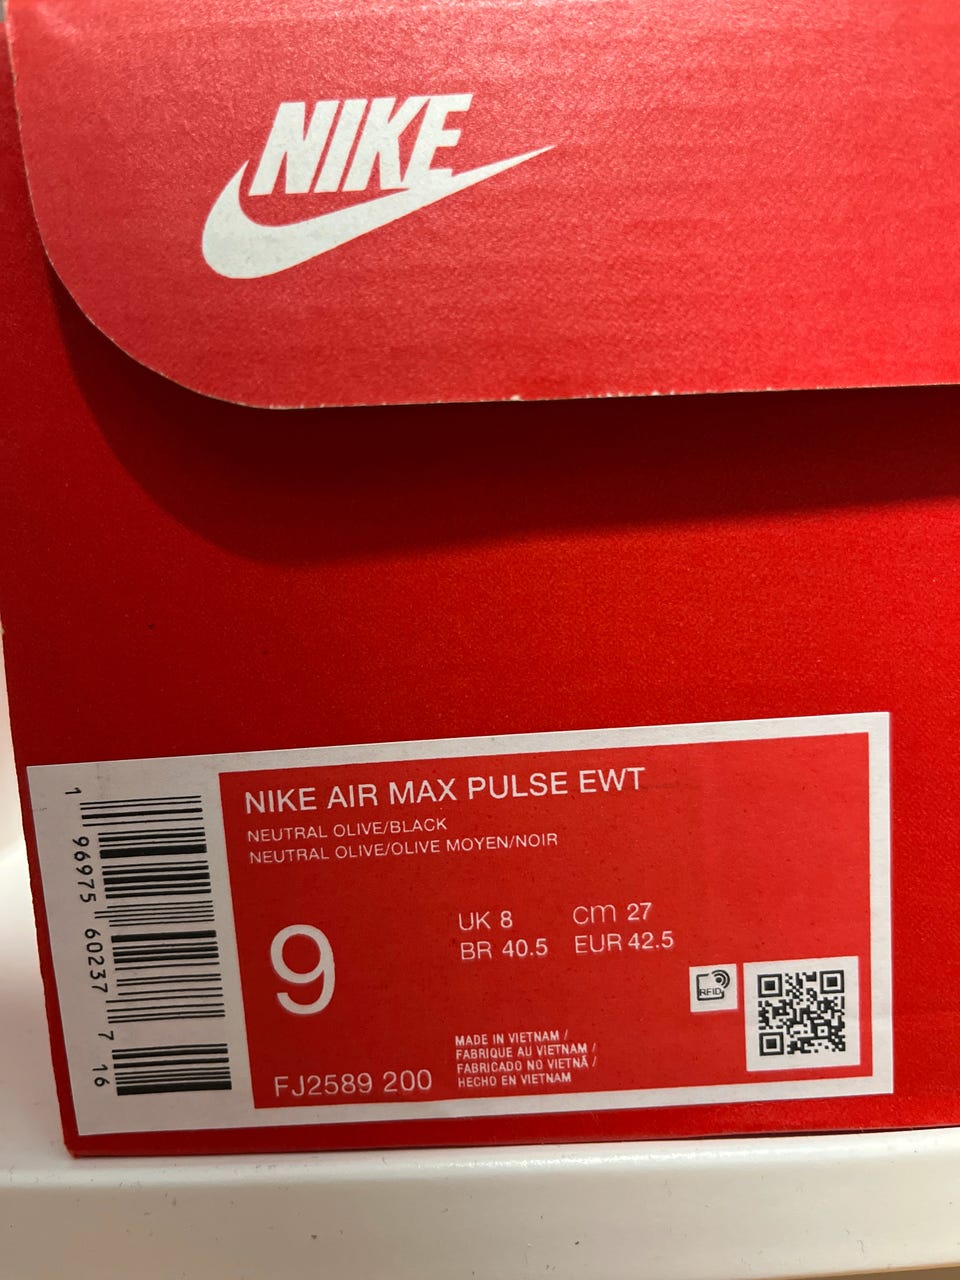 NIKE
NIKE AIR MAX PULSE EWT
NEUTRAL OLIVE/BLACK
NEUTRAL OLIVE/OLIVE MOYEN/NOIR
9
UK 8 cm 27
BR 40.5 EUR 42.5
RFID
MADE IN VIETNAM /
FABRIQUE AU VIETNAM /
FABRICADO NO VIETNÃ /
HECHO EN VIETNAM
FJ2589 200
1 96975 60237 7 16